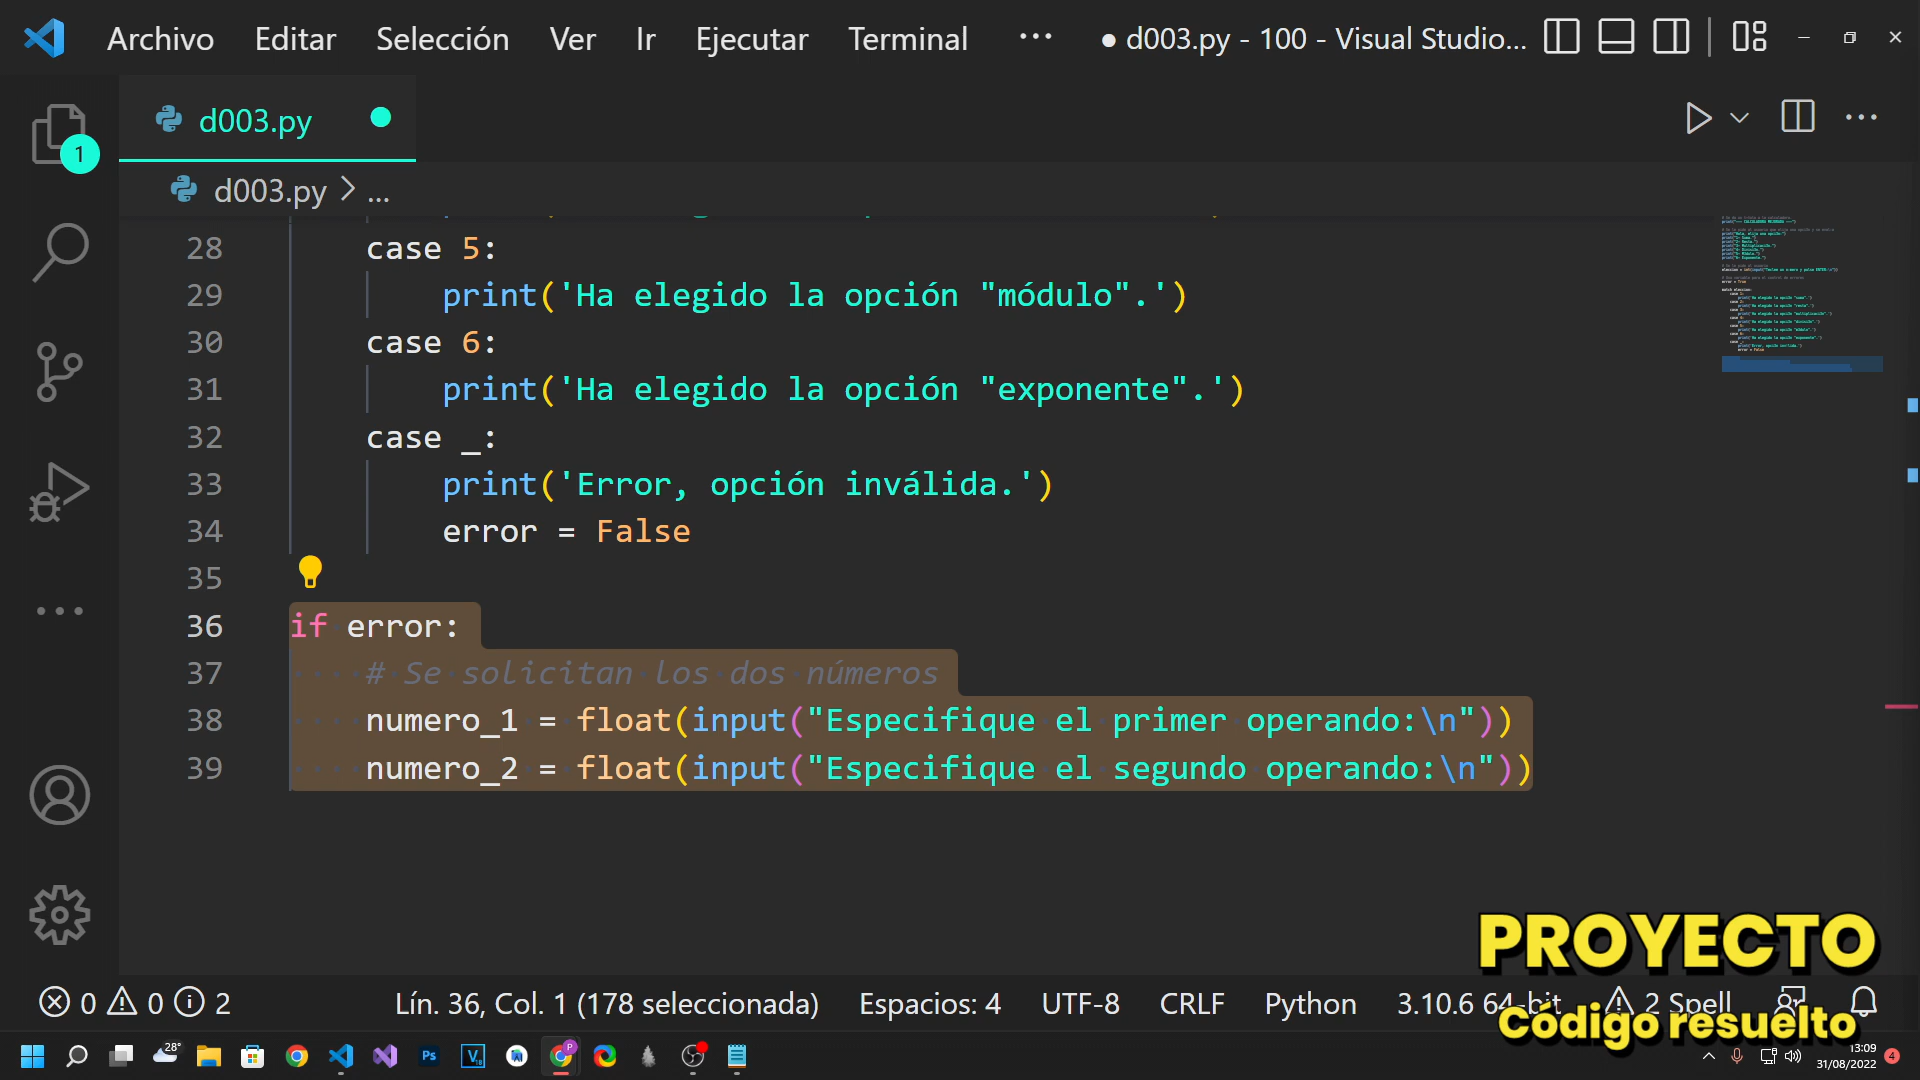 Archivo Editar Selección Ver Ir Ejecutar Terminal ··· ● d003.py - 100 - Visual Studio...
1
d003.py
d003.py > ...
28 case 5:
29 print('Ha elegido la opción "módulo".')
30 case 6:
31 print('Ha elegido la opción "exponente".')
32 case _:
33 print('Error, opción inválida.')
34 error = False
35
36 if error:
37 # Se solicitan los dos números
38 numero_1 = float(input("Especifique el primer operando:\n"))
39 numero_2 = float(input("Especifique el segundo operando:\n"))
PROYECTO
Código resuelto
0 0 2 Lín. 36, Col. 1 (178 seleccionada) Espacios: 4 UTF-8 CRLF Python 3.10.6 64-bit 2 Spell
28°
Ps
P
13:09
31/08/2022
4